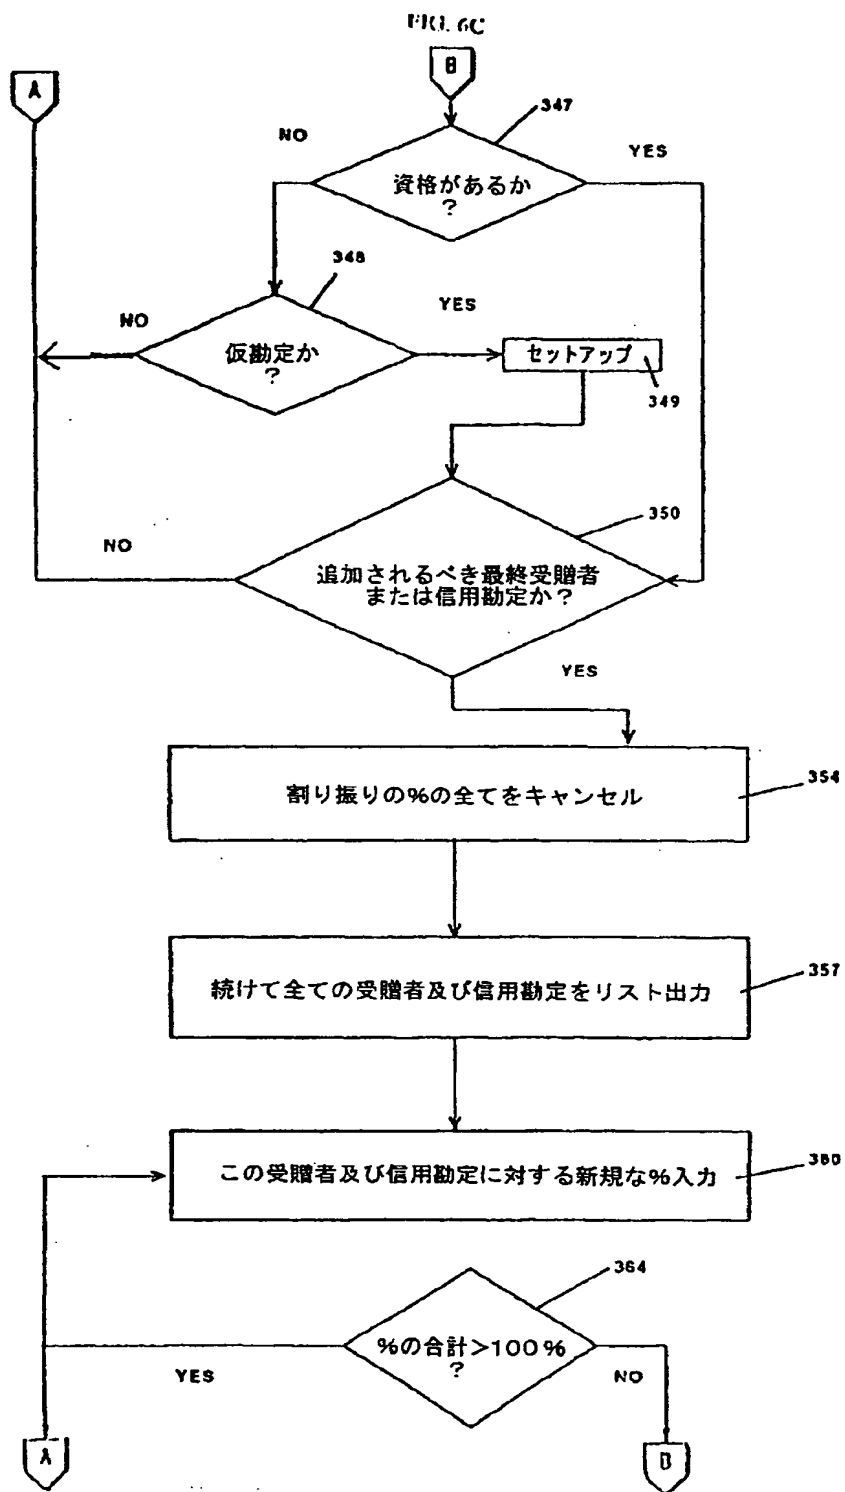 FIG. 6C
B
A
347
NO
YES
資格があるか
?
348
NO
YES
仮勘定か
?
セットアップ
349
350
NO
追加されるべき最終受贈者
または信用勘定か?
YES
354
割り振りの%の全てをキャンセル
357
続けて全ての受贈者及び信用勘定をリスト出力
360
この受贈者及び信用勘定に対する新規な%入力
364
%の合計>100%
?
YES
NO
A
B